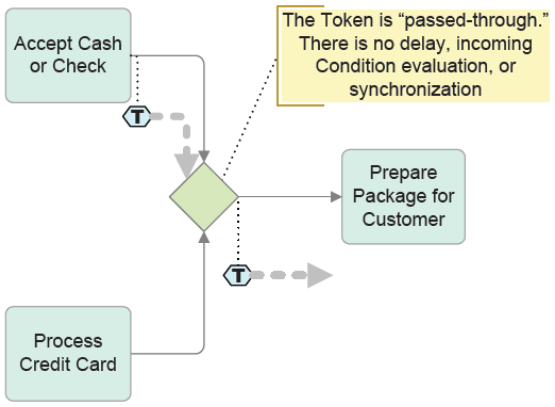 Accept Cash
or Check
The Token is “passed-through.”
There is no delay, incoming
Condition evaluation, or
synchronization
T
Prepare
Package for
Customer
T
Process
Credit Card